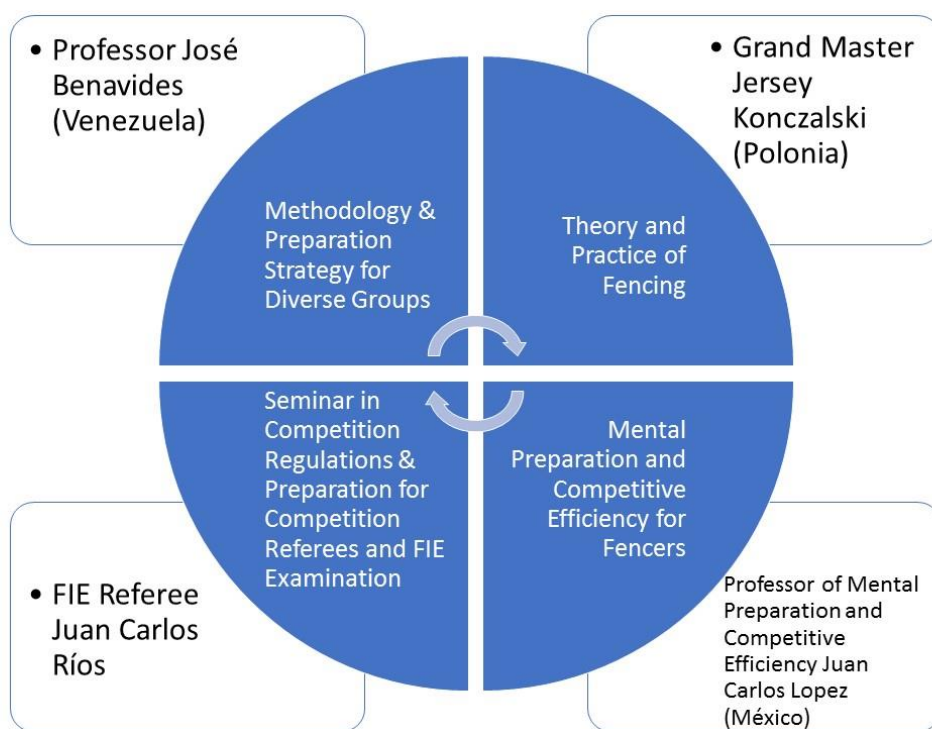 • Professor José
Benavides
(Venezuela)
Methodology &
Preparation
Strategy for
Diverse Groups
• Grand Master
Jersey
Konczalski
(Polonia)
Theory and
Practice of
Fencing
Seminar in
Competition
Regulations &
Preparation for
Competition
Referees and FIE
Examination
• FIE Referee
Juan Carlos
Ríos
Mental
Preparation and
Competitive
Efficiency for
Fencers
Professor of Mental
Preparation and
Competitive
Efficiency Juan
Carlos Lopez
(México)